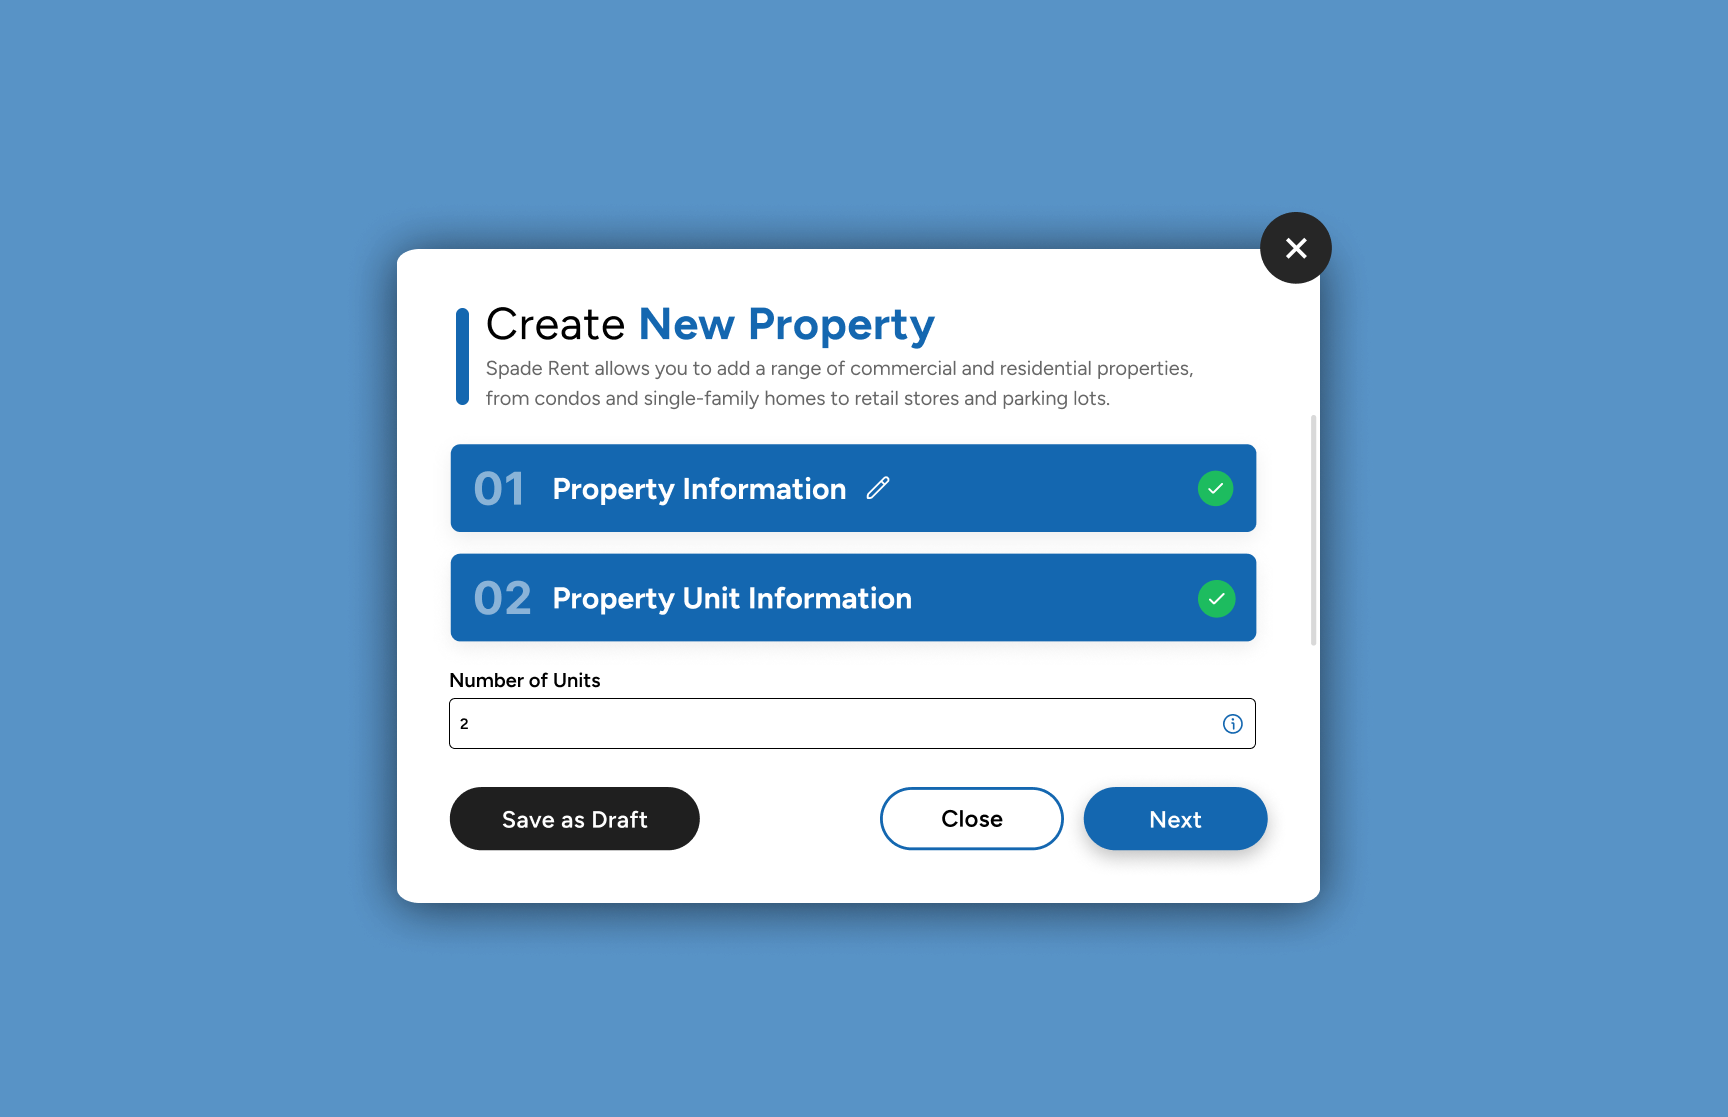 Create New Property
Spade Rent allows you to add a range of commercial and residential properties,
from condos and single-family homes to retail stores and parking lots.
01 Property Information
02 Property Unit Information
Number of Units
2
Save as Draft
Close
Next